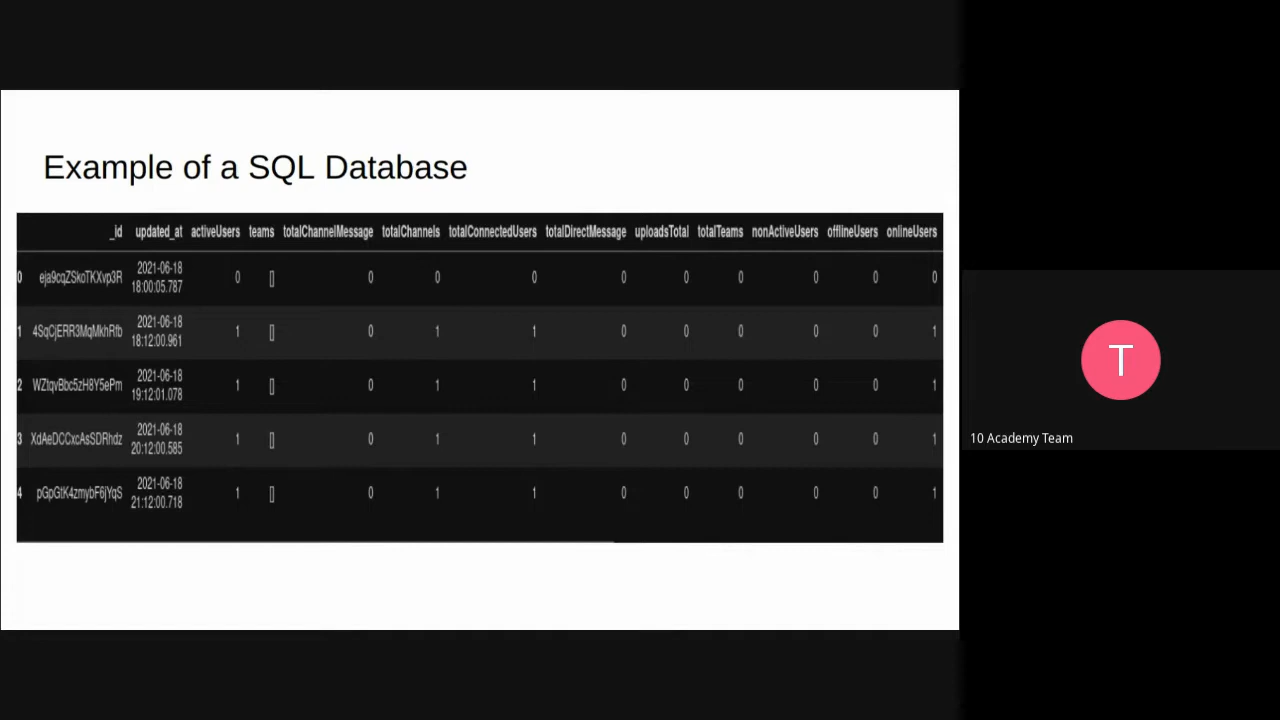 Example of a SQL Database
_id updated_at activeUsers teams totalChannelMessage totalChannels totalConnectedUsers totalDirectMessage uploadsTotal totalTeams nonActiveUsers offlineUsers onlineUsers
0 eja9cqZSkoTKXvp3R 2021-06-18 18:00:05.787 0 [] 0 0 0 0 0 0 0 0 0
1 4SqCjERR3MqMkhRfb 2021-06-18 18:12:00.961 1 [] 0 1 1 0 0 0 0 0 1
2 WZtqvBbc5zH8Y5ePm 2021-06-18 19:12:01.078 1 [] 0 1 1 0 0 0 0 0 1
3 XdAeDCCxcAsSDRhdz 2021-06-18 20:12:00.585 1 [] 0 1 1 0 0 0 0 0 1
4 pGpGtK4zmybF6jYqS 2021-06-18 21:12:00.718 1 [] 0 1 1 0 0 0 0 0 1
T
10 Academy Team